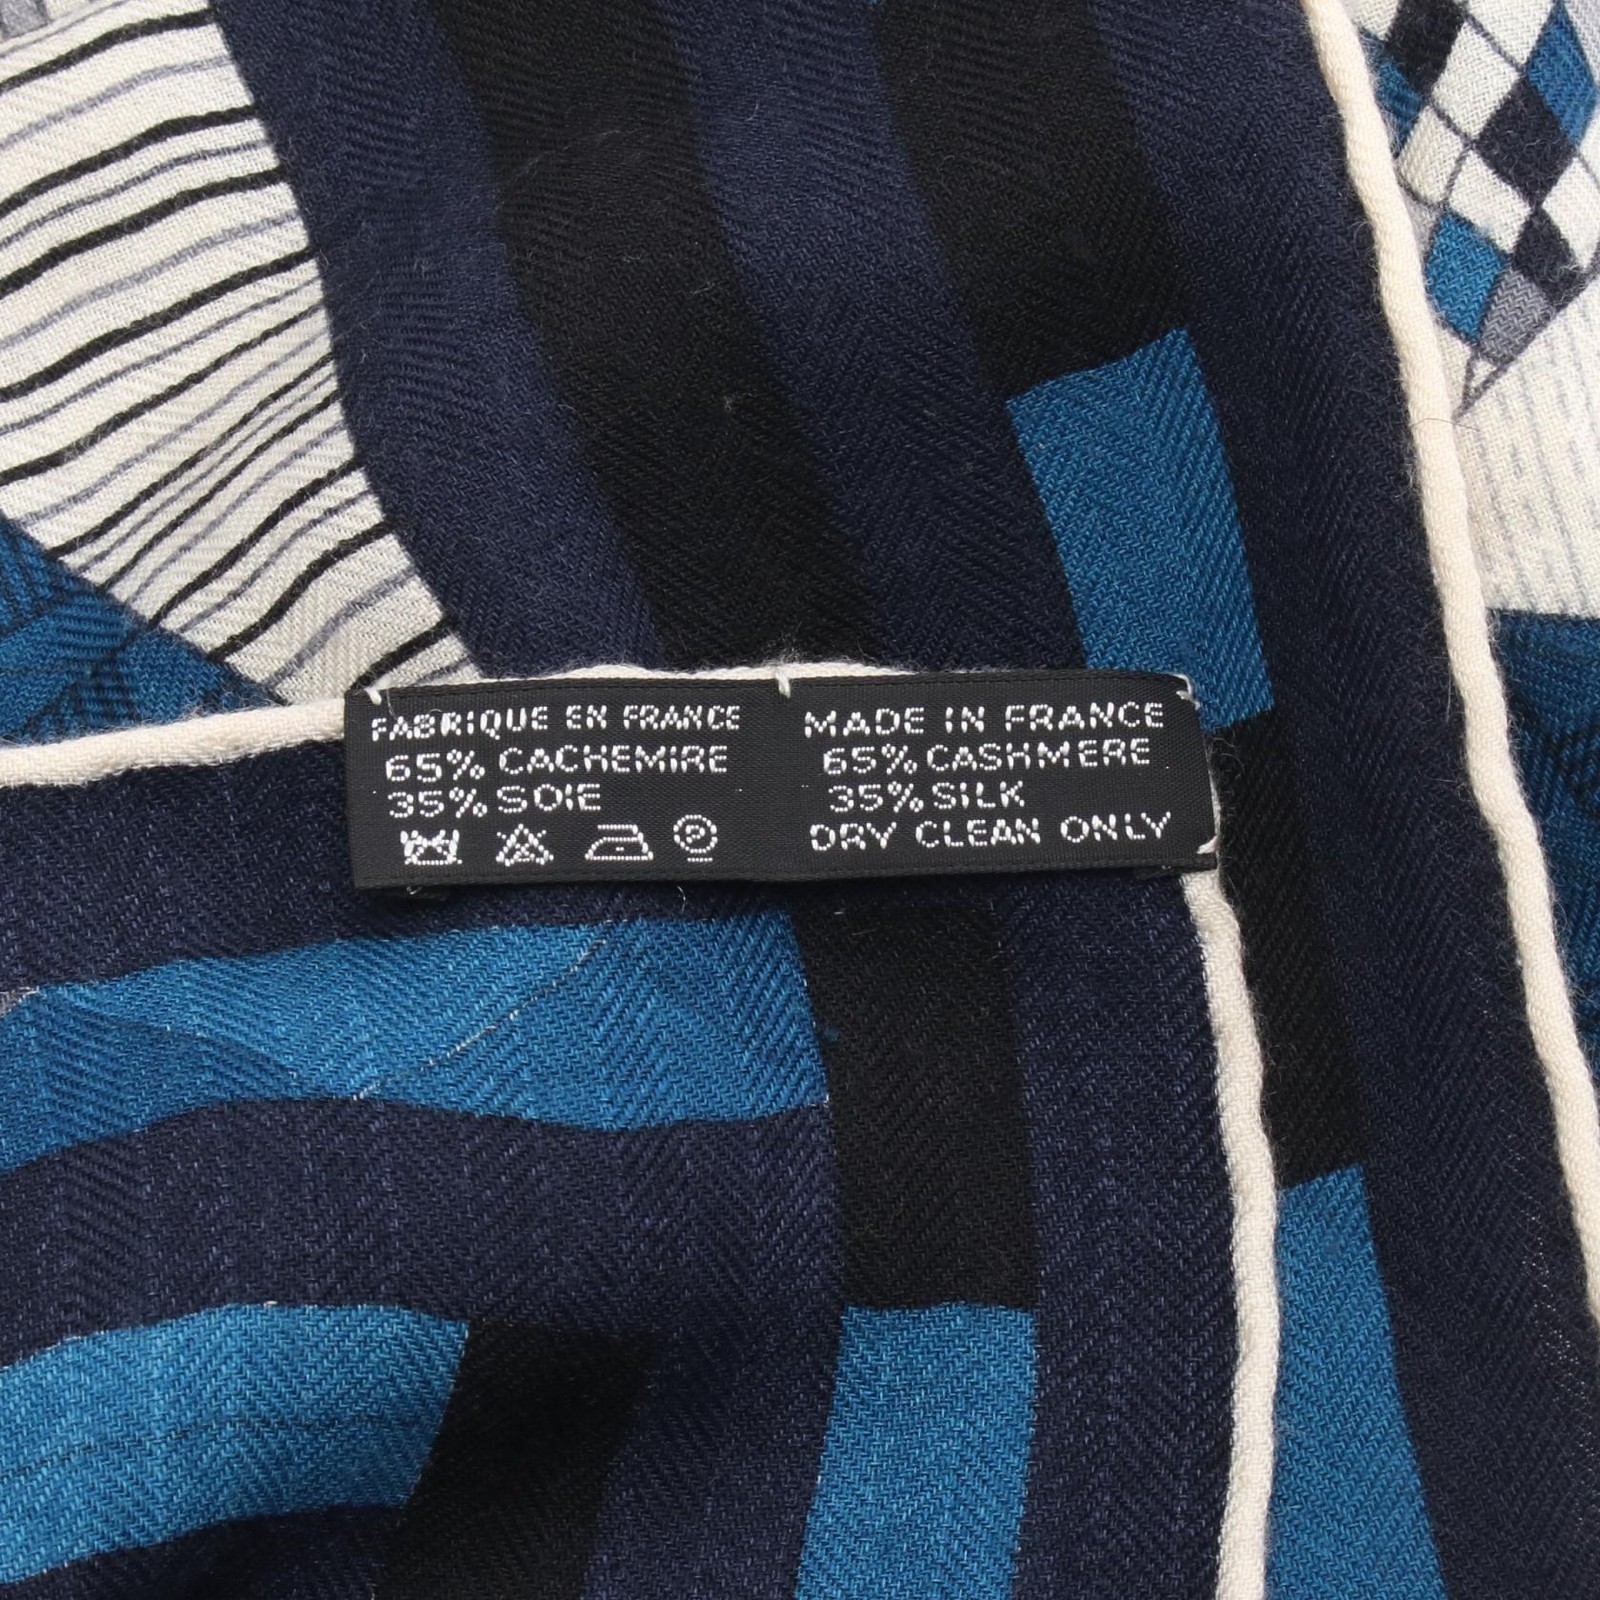 FABRIQUE EN FRANCE
65% CACHEMIRE
35% SOIE
P
MADE IN FRANCE
65% CASHMERE
35% SILK
DRY CLEAN ONLY